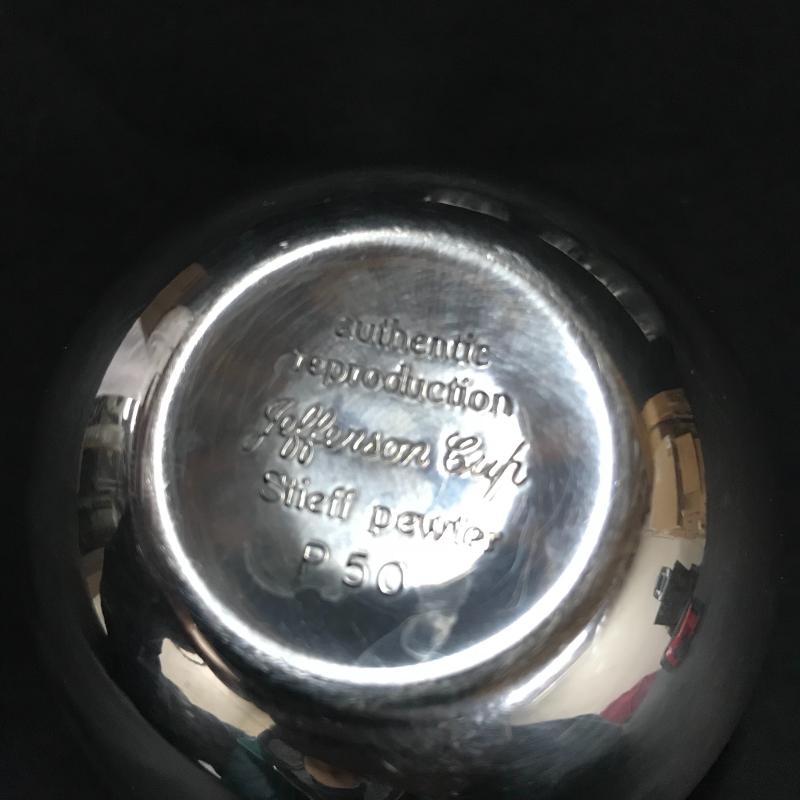 authentic
reproduction
Jefferson Cup
Stieff pewter
P 50